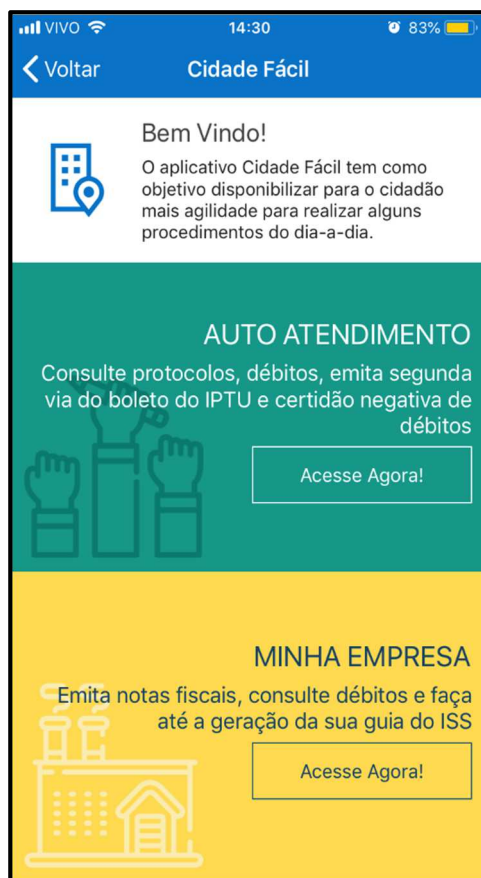 VIVO 14:30 83%
Voltar Cidade Fácil
Bem Vindo!
O aplicativo Cidade Fácil tem como
objetivo disponibilizar para o cidadão
mais agilidade para realizar alguns
procedimentos do dia-a-dia.
AUTO ATENDIMENTO
Consulte protocolos, débitos, emita segunda
via do boleto do IPTU e certidão negativa de
débitos
Acesse Agora!
MINHA EMPRESA
Emita notas fiscais, consulte débitos e faça
até a geração da sua guia do ISS
Acesse Agora!